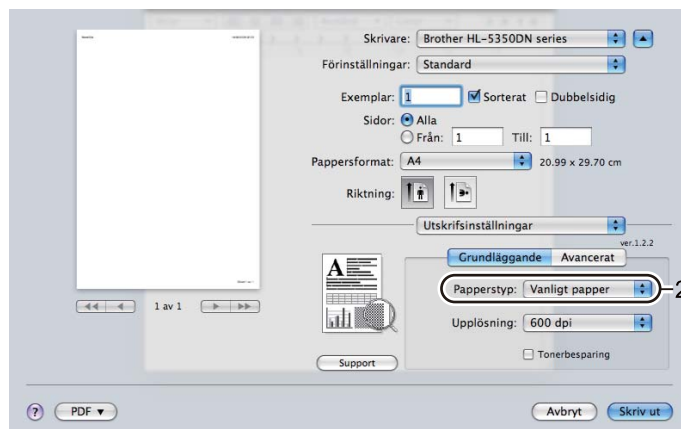 Skrivare: Brother HL-5350DN series
Förinställningar: Standard
Exemplar: 1 Sorterat Dubbelsidig
Sidor: Alla
Från: 1 Till: 1
Pappersformat: A4 20.99 x 29.70 cm
Riktning:
Utskrifsinställningar
ver.1.2.2
Grundläggande Avancerat
Papperstyp: Vanligt papper 2
1 av 1
Upplösning: 600 dpi
Tonerbesparing
Support
? PDF Avbryt Skriv ut